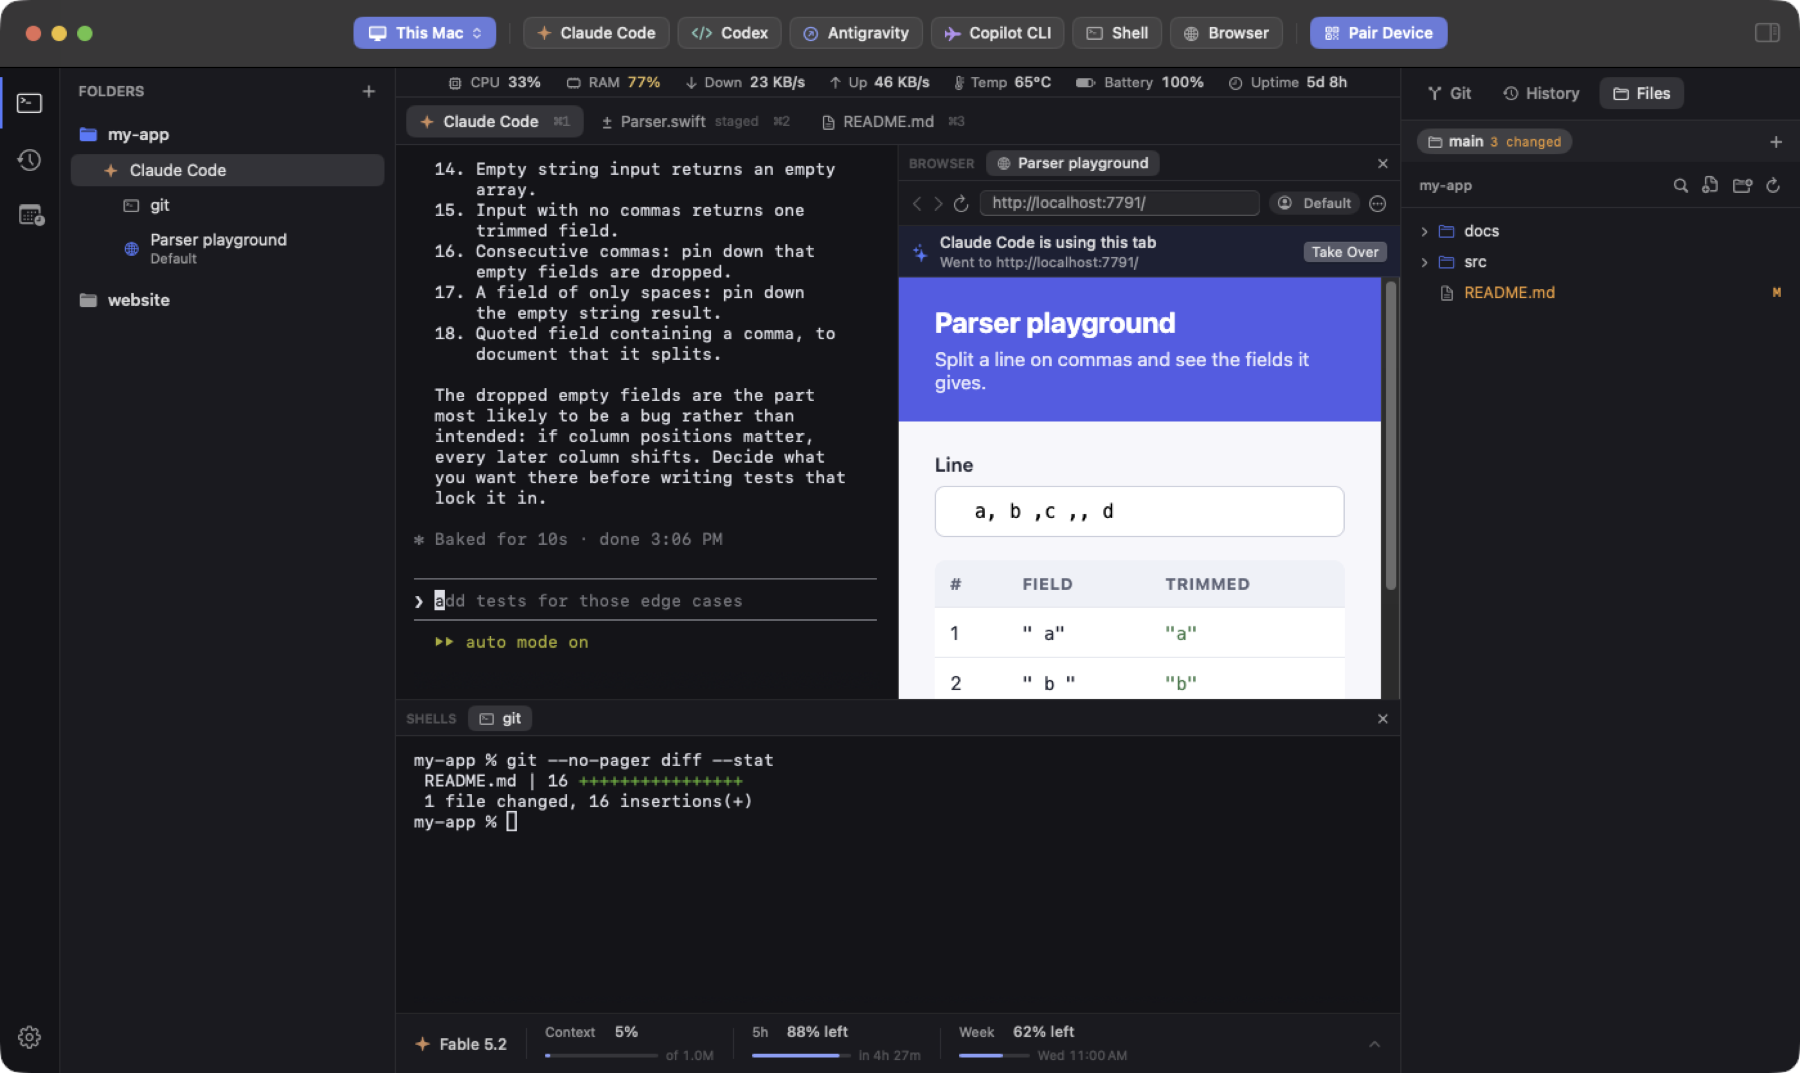 This Mac
Claude Code
Codex
Antigravity
Copilot CLI
Shell
Browser
Pair Device
FOLDERS
my-app
Claude Code
git
Parser playground
Default
website
CPU 33%
RAM 77%
Down 23 KB/s
Up 46 KB/s
Temp 65°C
Battery 100%
Uptime 5d 8h
Claude Code ⌘1
Parser.swift staged ⌘2
README.md ⌘3
14. Empty string input returns an empty
array.
15. Input with no commas returns one
trimmed field.
16. Consecutive commas: pin down that
empty fields are dropped.
17. A field of only spaces: pin down
the empty string result.
18. Quoted field containing a comma, to
document that it splits.
The dropped empty fields are the part
most likely to be a bug rather than
intended: if column positions matter,
every later column shifts. Decide what
you want there before writing tests that
lock it in.
✻ Baked for 10s · done 3:06 PM
❯ add tests for those edge cases
⏵⏵ auto mode on
BROWSER
Parser playground
http://localhost:7791/
Default
Claude Code is using this tab
Went to http://localhost:7791/
Take Over
Parser playground
Split a line on commas and see the fields it
gives.
Line
a, b ,c ,, d
# FIELD TRIMMED
1 " a" "a"
2 " b " "b"
SHELLS
git
my-app % git --no-pager diff --stat
README.md | 16 ++++++++++++++++
1 file changed, 16 insertions(+)
my-app %
Fable 5.2
Context 5%
of 1.0M
5h 88% left
in 4h 27m
Week 62% left
Wed 11:00 AM
Git
History
Files
main 3 changed
my-app
docs
src
README.md M